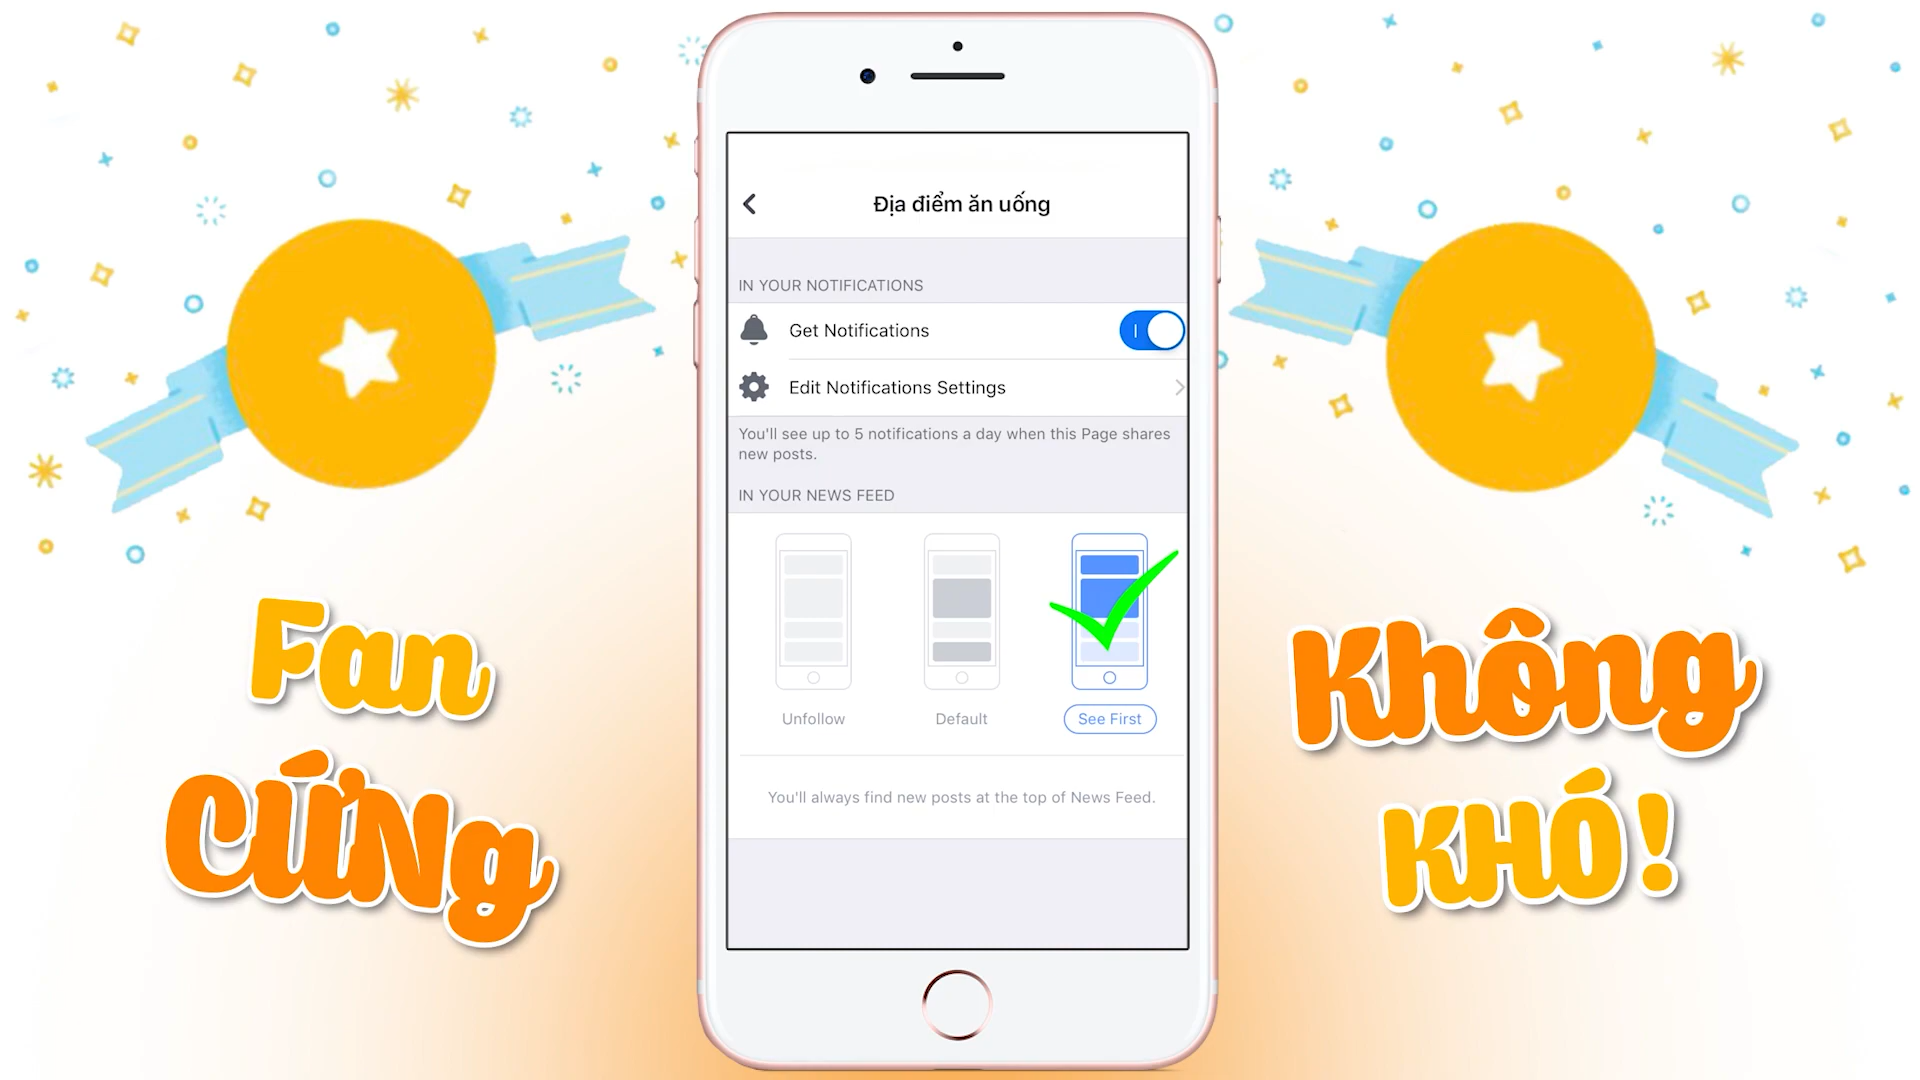 Địa điểm ăn uống
IN YOUR NOTIFICATIONS
Get Notifications
Edit Notifications Settings
You'll see up to 5 notifications a day when this Page shares
new posts.
IN YOUR NEWS FEED
Unfollow
Default
See First
You'll always find new posts at the top of News Feed.
Fan
CỨNg
Không
KHÓ!